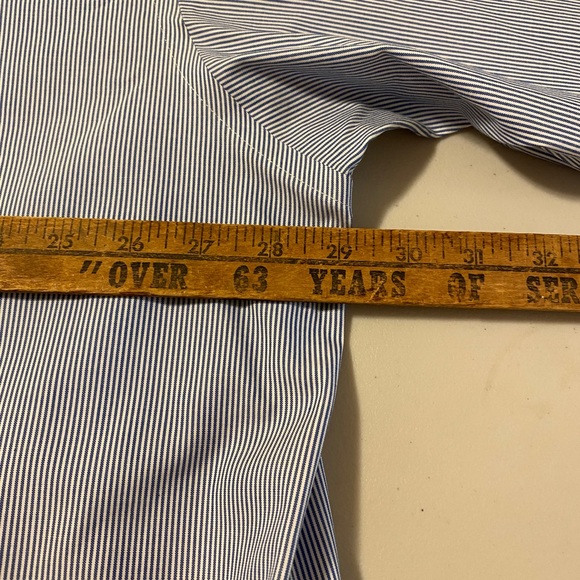 25 26 27 28 29 30 31 32
"OVER 63 YEARS OF SER